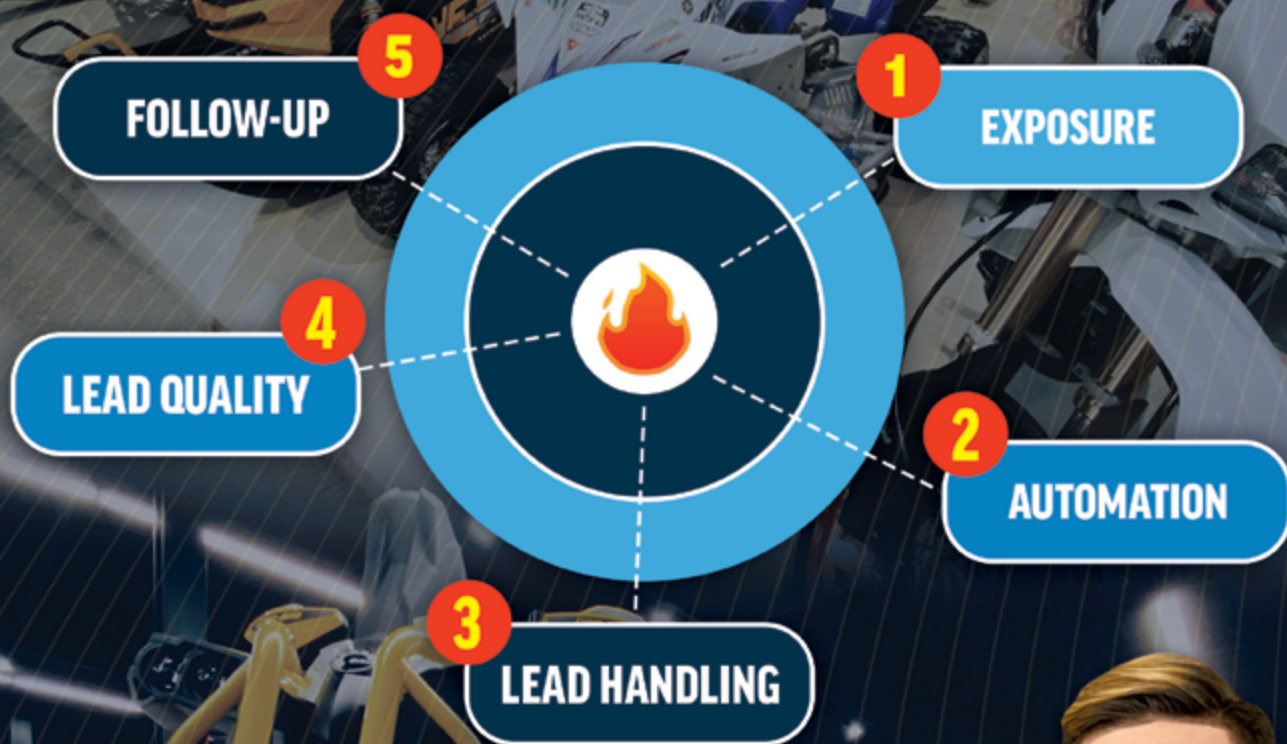 1
EXPOSURE
2
AUTOMATION
3
LEAD HANDLING
4
LEAD QUALITY
5
FOLLOW-UP